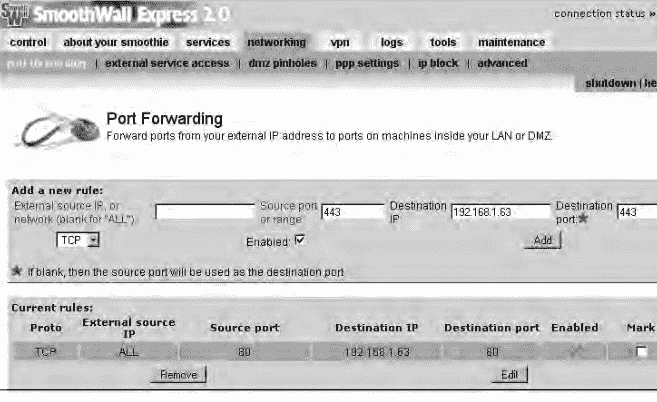 SmoothWall Express 2.0
connection status »
control about your smoothie services networking vpn logs tools maintenance
port forwarding | external service access | dmz pinholes | ppp settings | ip block | advanced
shutdown | he
Port Forwarding
Forward ports from your external IP address to ports on machines inside your LAN or DMZ.
Add a new rule:
External source IP, or network (blank for "ALL"): Source port or range: 443 Destination IP: 192.168.1.63 Destination port:* 443
TCP Enabled: Add
* If blank, then the source port will be used as the destination port
Current rules:
Proto External source IP Source port Destination IP Destination port Enabled Mark
TCP ALL 80 192.168.1.63 80
Remove Edit